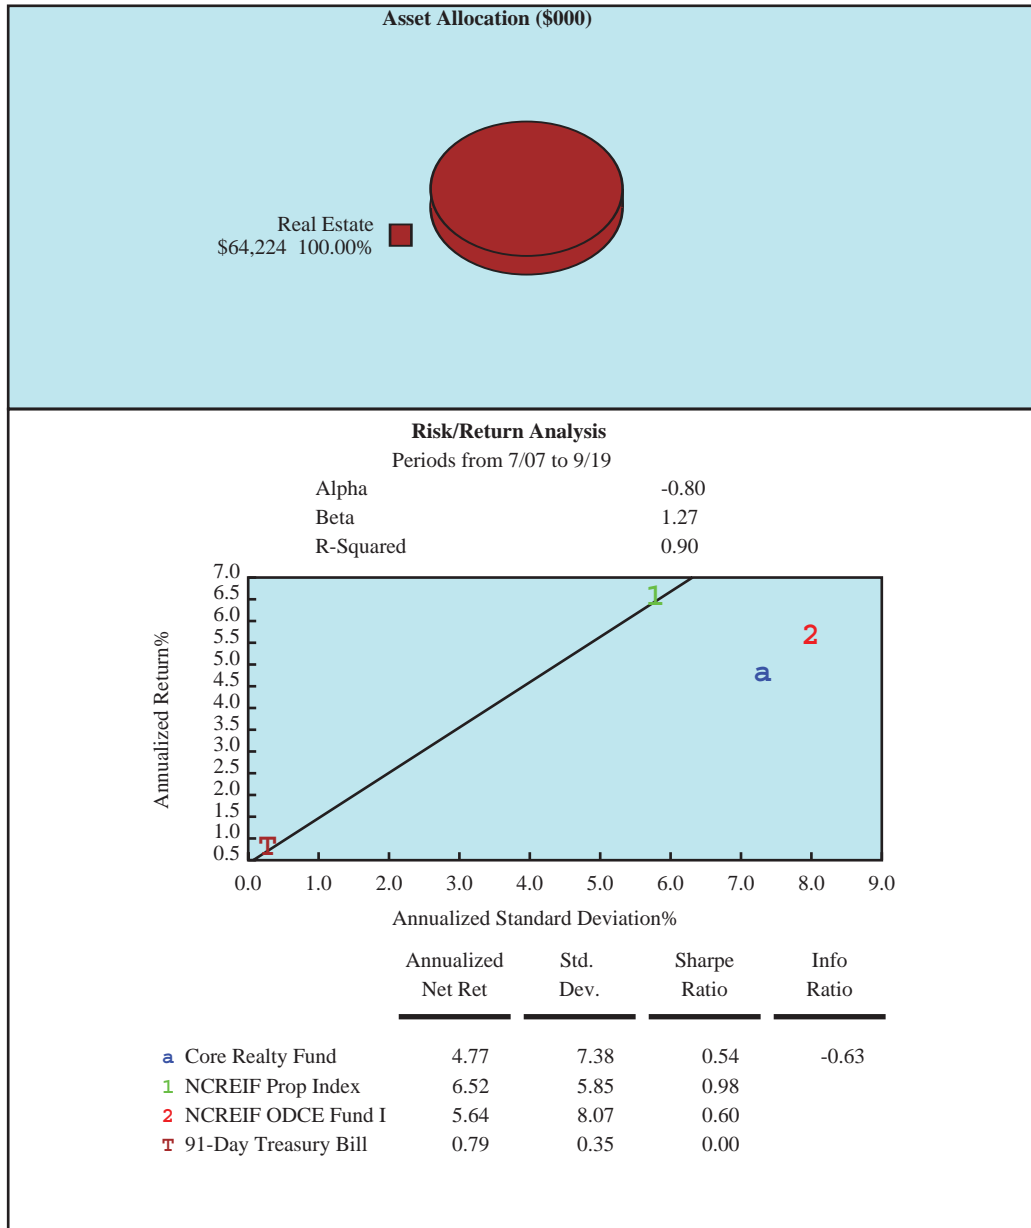 Asset Allocation ($000)
Real Estate
$64,224 100.00%
Risk/Return Analysis
Periods from 7/07 to 9/19
Alpha -0.80
Beta 1.27
R-Squared 0.90
Annualized Return%
7.0
6.5
6.0
5.5
5.0
4.5
4.0
3.5
3.0
2.5
2.0
1.5
1.0
0.5
1
2
a
T
0.0 1.0 2.0 3.0 4.0 5.0 6.0 7.0 8.0 9.0
Annualized Standard Deviation%
Annualized Std. Sharpe Info
Net Ret Dev. Ratio Ratio
a Core Realty Fund 4.77 7.38 0.54 -0.63
1 NCREIF Prop Index 6.52 5.85 0.98
2 NCREIF ODCE Fund I 5.64 8.07 0.60
T 91-Day Treasury Bill 0.79 0.35 0.00